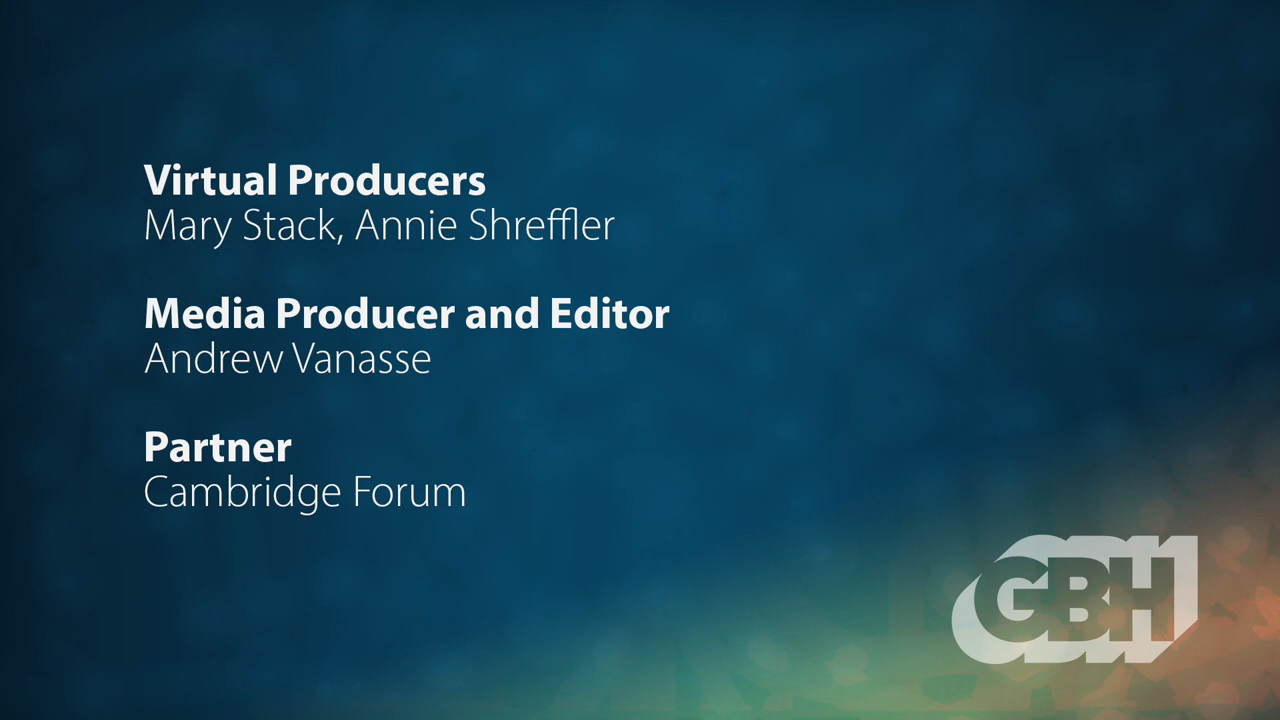 Virtual Producers
Mary Stack, Annie Shreffler
Media Producer and Editor
Andrew Vanasse
Partner
Cambridge Forum
GBH